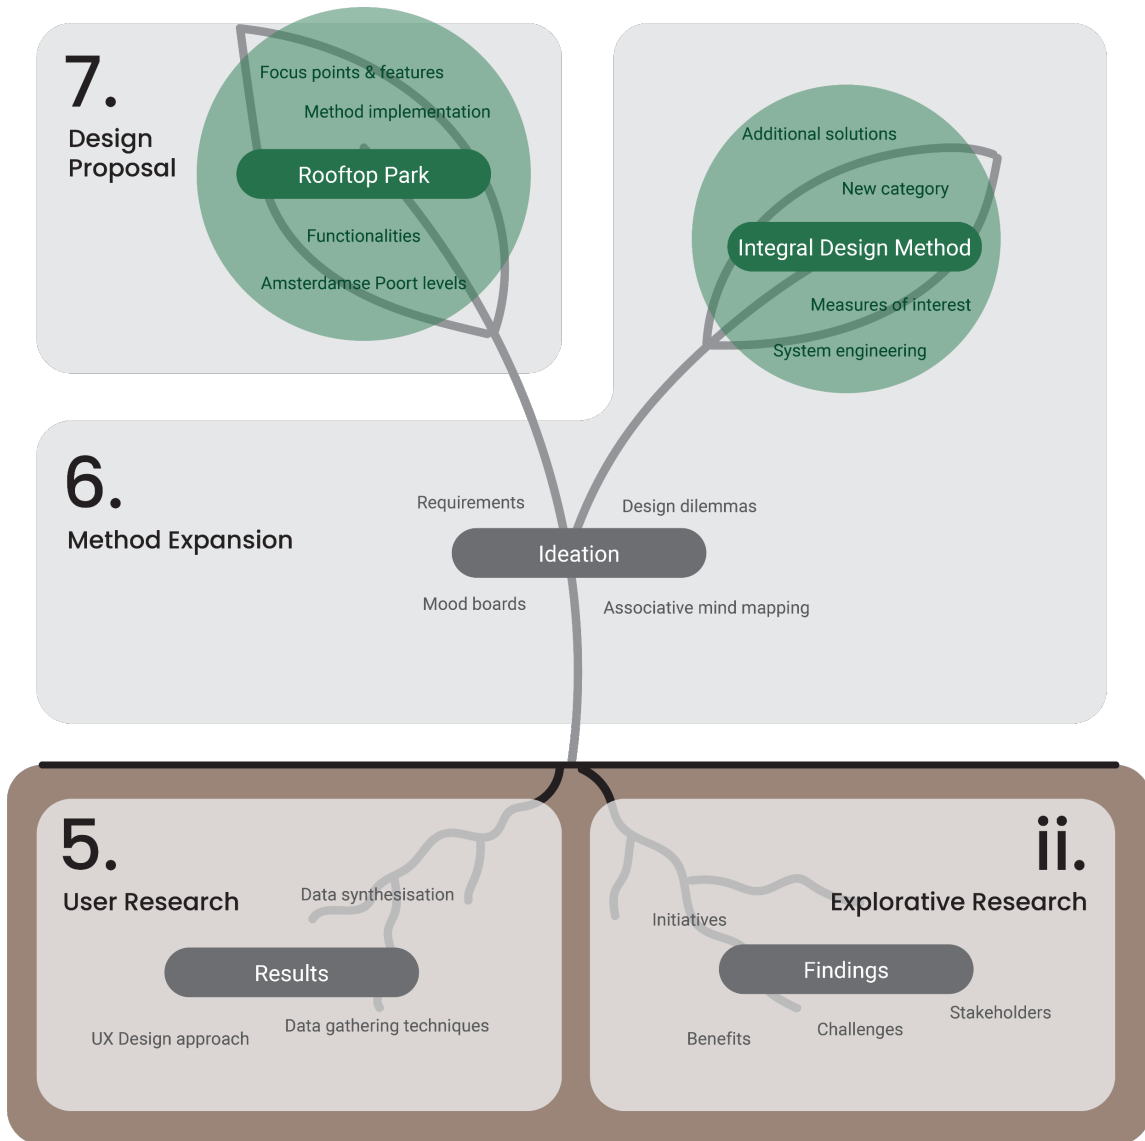 7.
Design
Proposal
Focus points & features
Method implementation
Rooftop Park
Functionalities
Amsterdamse Poort levels
Additional solutions
New category
Integral Design Method
Measures of interest
System engineering
6.
Method Expansion
Requirements
Design dilemmas
Ideation
Mood boards
Associative mind mapping
5.
User Research
Data synthesisation
Results
UX Design approach
Data gathering techniques
ii.
Explorative Research
Initiatives
Findings
Stakeholders
Challenges
Benefits